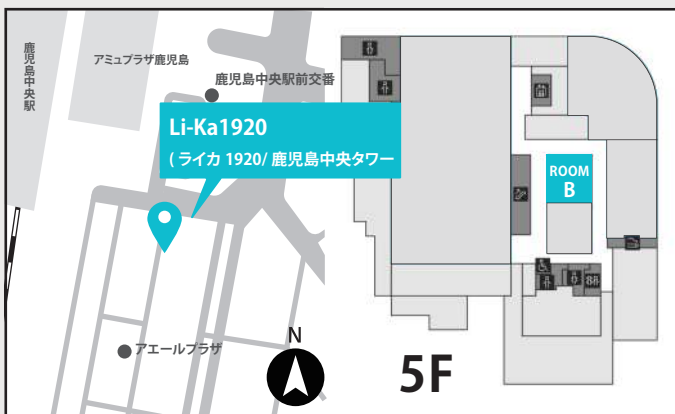 鹿児島中央駅
アミュプラザ鹿児島
鹿児島中央駅前交番
Li-Ka1920
( ライカ 1920/ 鹿児島中央タワー
アエールプラザ
N
ROOM
B
5F